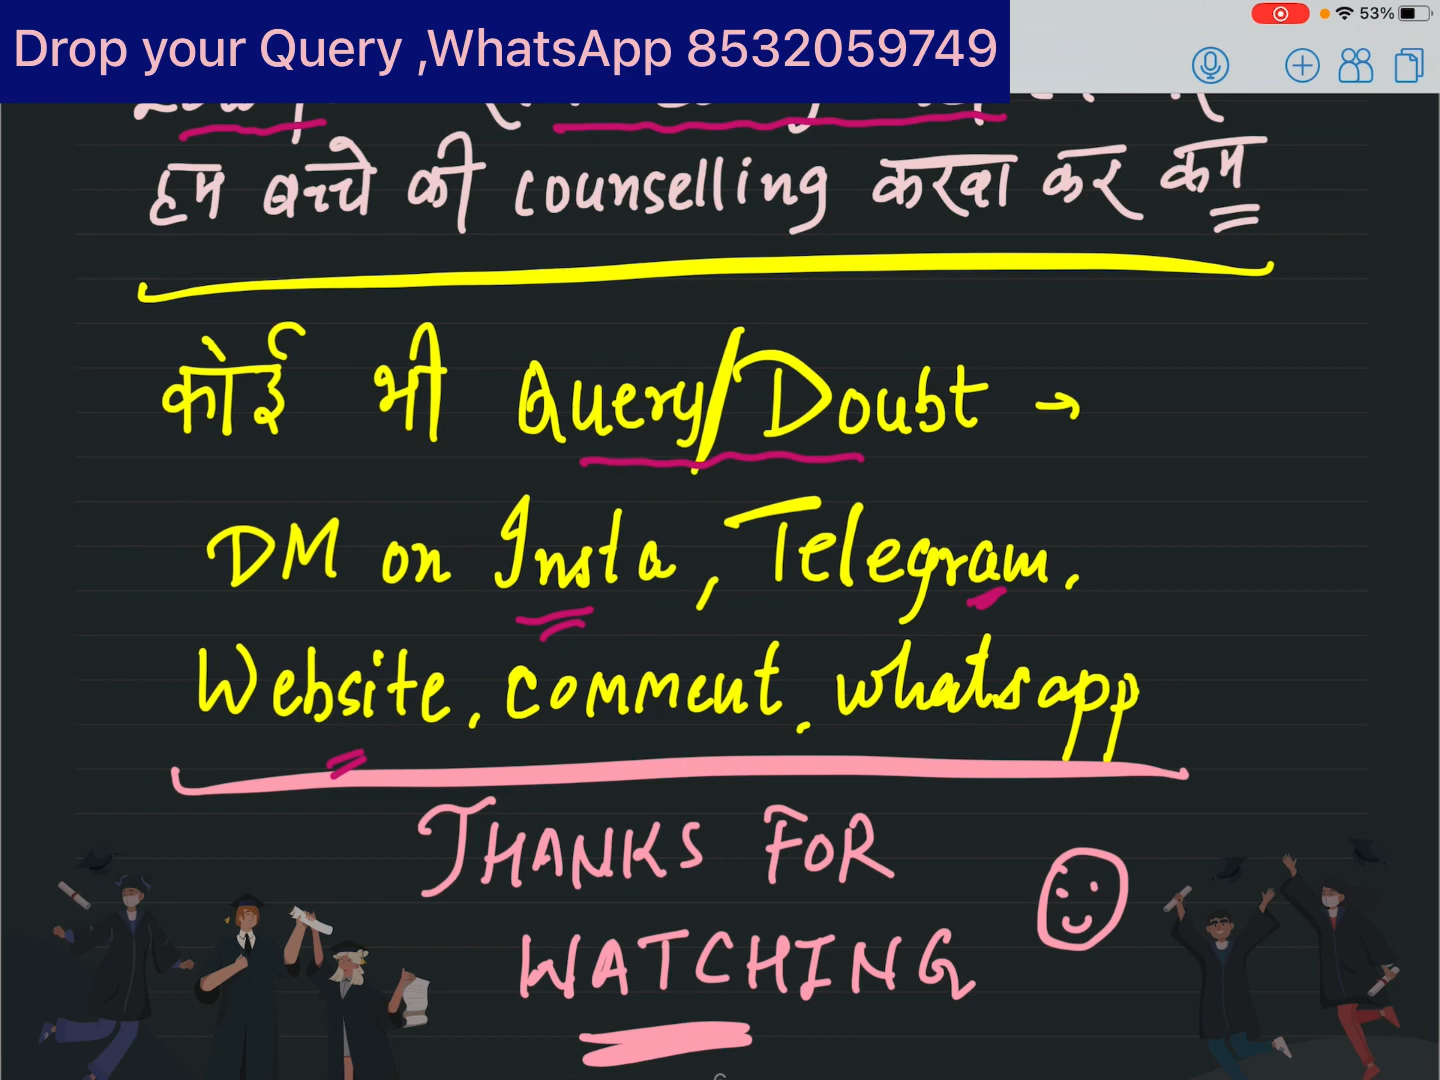 Drop your Query ,WhatsApp 8532059749
53%
हम बच्चे की counselling करवा कर कम
कोई भी Query/Doubt →
DM on Insta, Telegram.
Website, comment, whatsapp
THANKS FOR
WATCHING